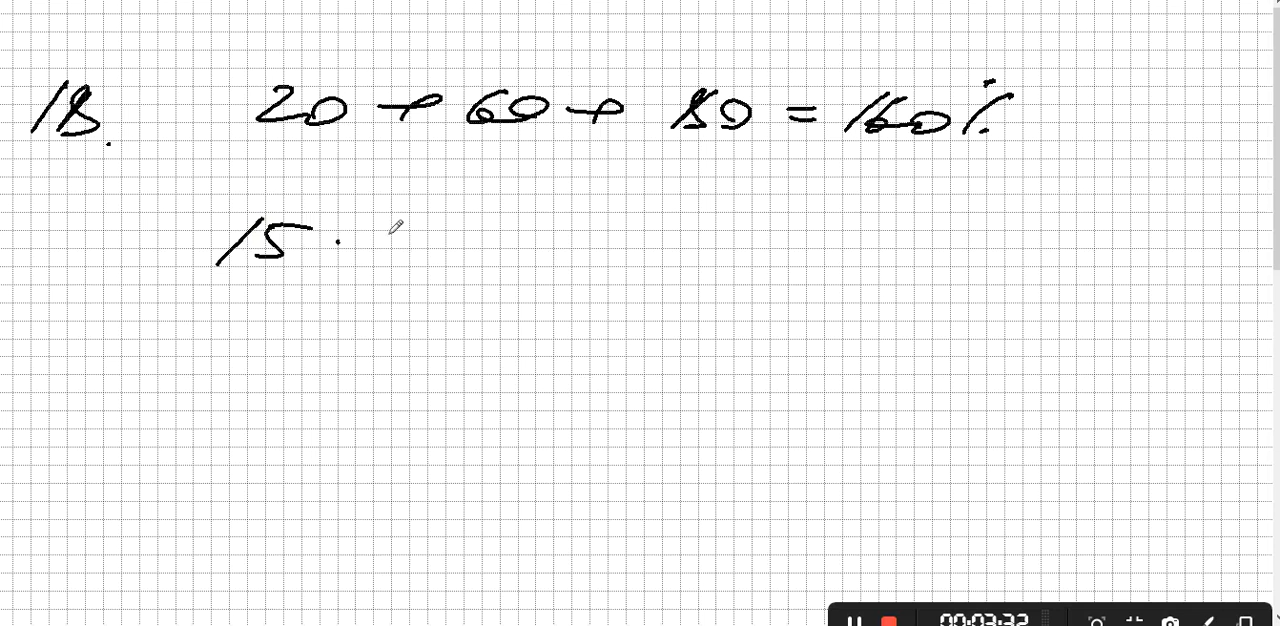 18. 20 + 60 + 80 = 160%
15.
00:03:32